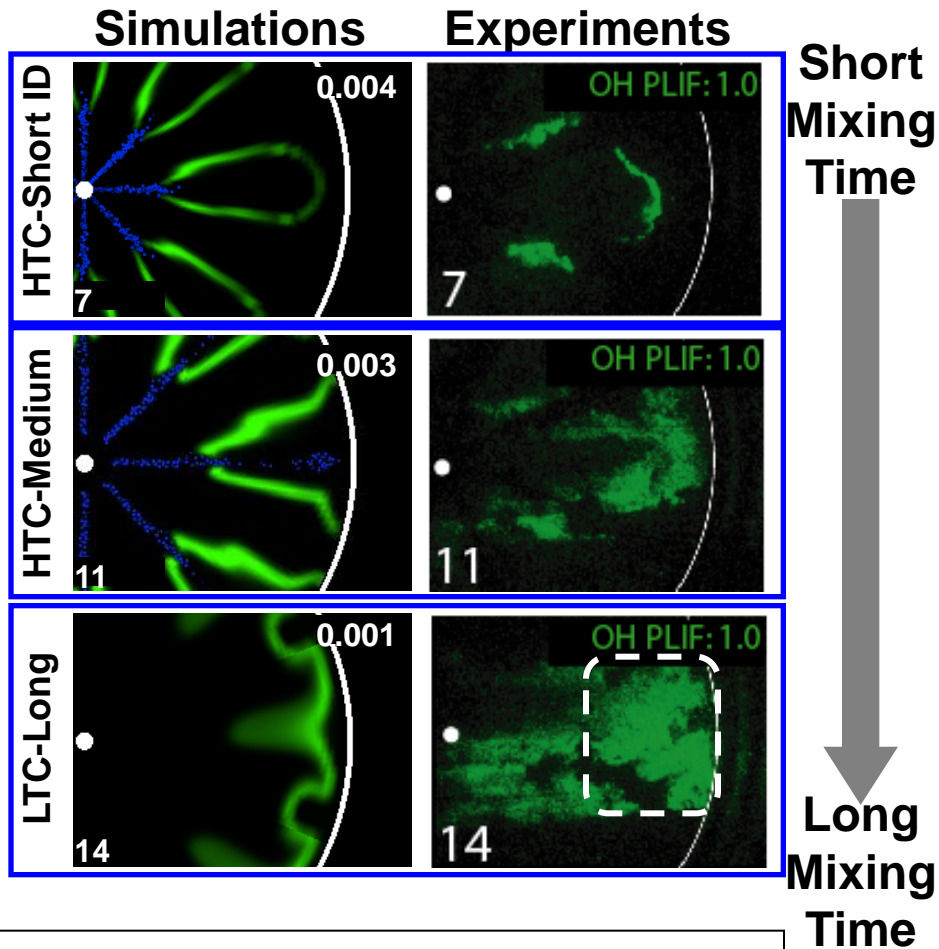 Simulations Experiments
Short
Mixing
Time
HTC-Short ID
0.004
7
OH PLIF: 1.0
7
HTC-Medium
0.003
11
OH PLIF: 1.0
11
LTC-Long
0.001
14
OH PLIF: 1.0
14
Long
Mixing
Time